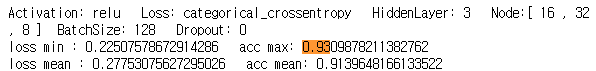 Activation: relu Loss: categorical_crossentropy HiddenLayer: 3 Node:[ 16 , 32
, 8 ] BatchSize: 128 Dropout: 0
loss min : 0.22507578672914286 acc max: 0.9309878211382762
loss mean : 0.27753075627295026 acc mean: 0.9139648166133522